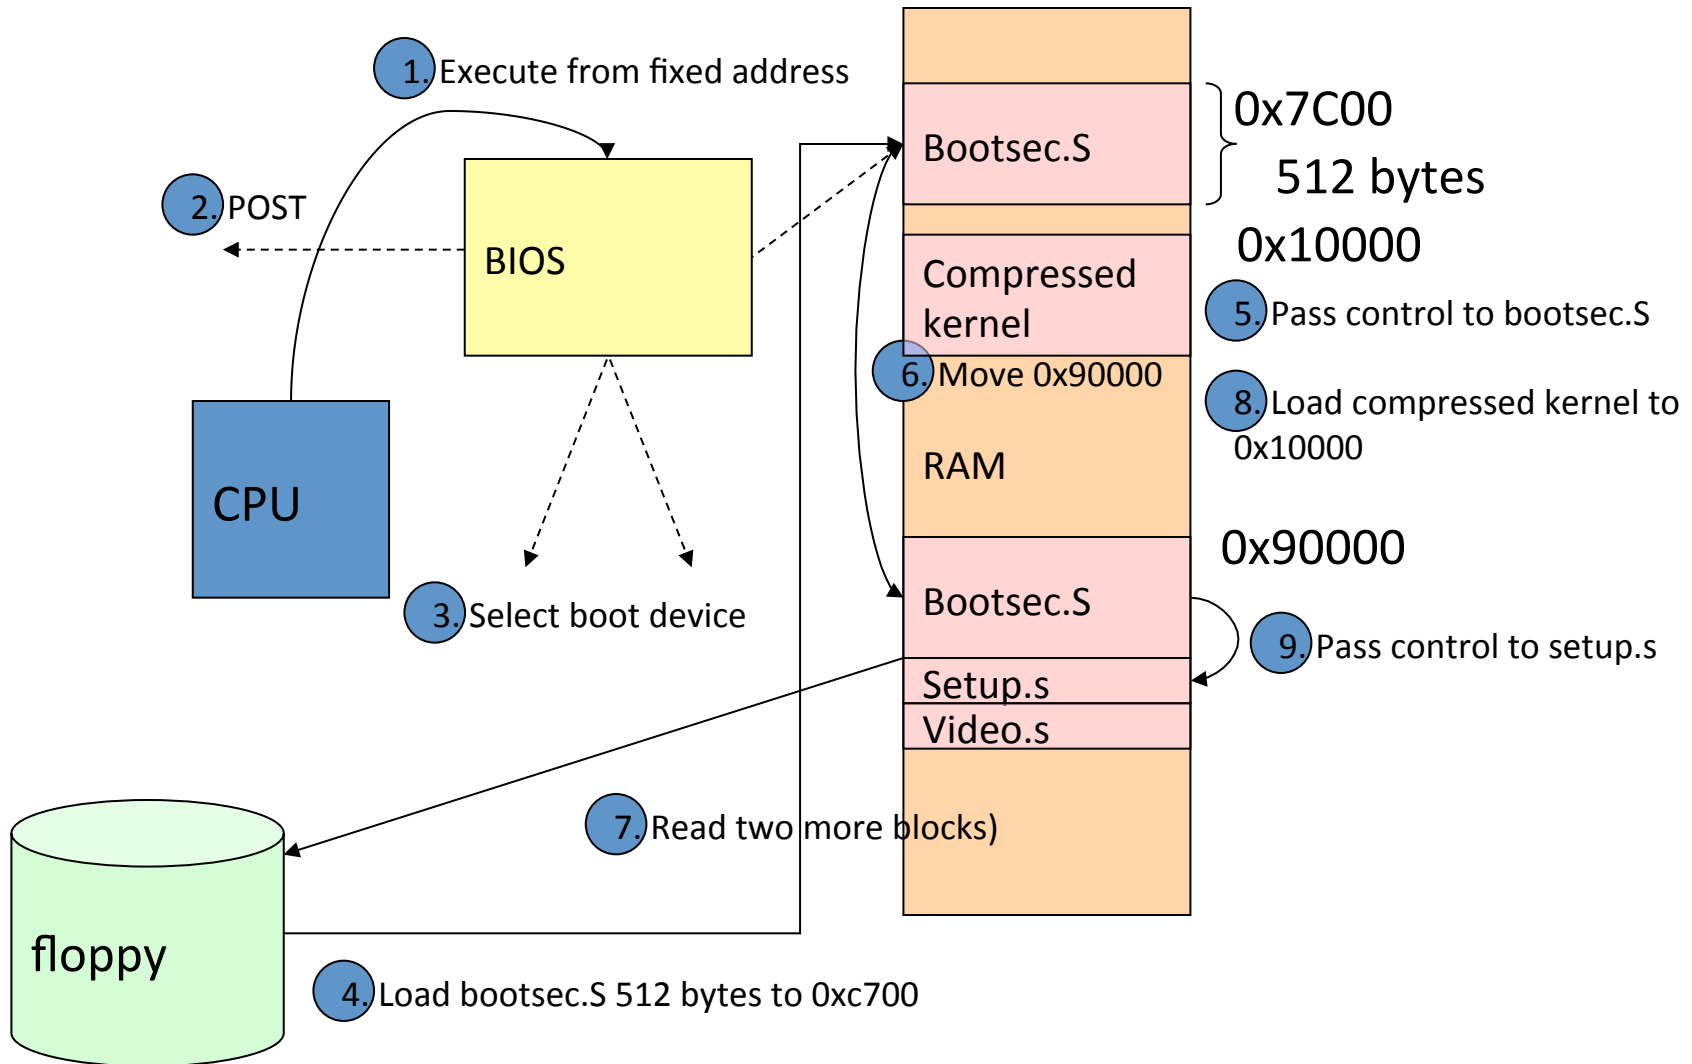 1. Execute from fixed address
2. POST
BIOS
CPU
3. Select boot device
Bootsec.S
0x7C00
512 bytes
0x10000
Compressed
kernel
5. Pass control to bootsec.S
6. Move 0x90000
8. Load compressed kernel to
0x10000
RAM
0x90000
Bootsec.S
9. Pass control to setup.s
Setup.s
Video.s
7. Read two more blocks)
floppy
4. Load bootsec.S 512 bytes to 0xc700